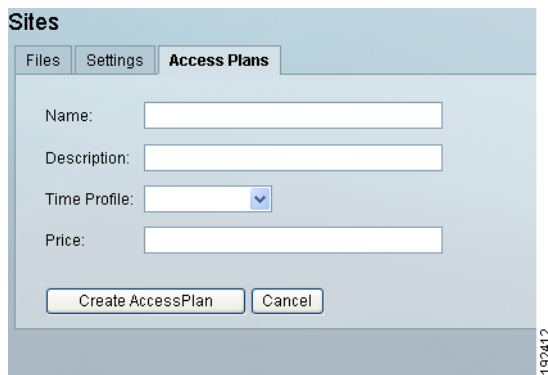 Sites
Files Settings Access Plans
Name:
Description:
Time Profile:
Price:
Create AccessPlan Cancel
192412